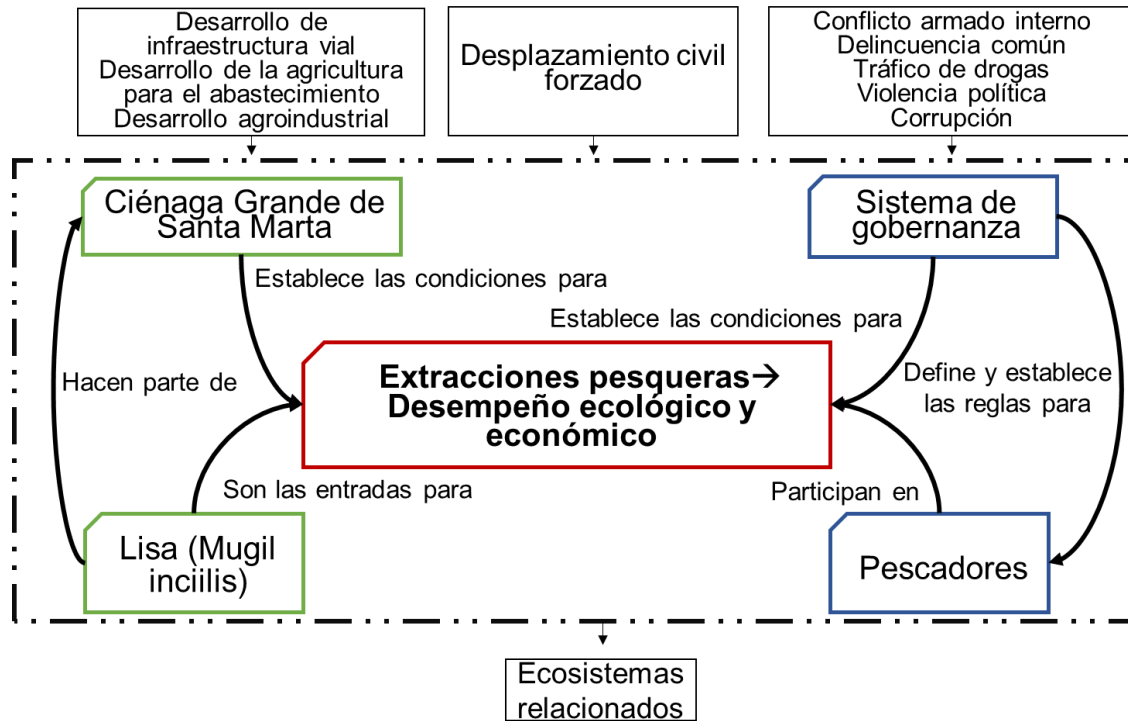 Desarrollo de
infraestructura vial
Desarrollo de la agricultura
para el abastecimiento
Desarrollo agroindustrial
Desplazamiento civil
forzado
Conflicto armado interno
Delincuencia común
Tráfico de drogas
Violencia política
Corrupción
Ciénaga Grande de
Santa Marta
Sistema de
gobernanza
Establece las condiciones para
Establece las condiciones para
Hacen parte de
Extracciones pesqueras→
Desempeño ecológico y
económico
Define y establece
las reglas para
Son las entradas para
Participan en
Lisa (Mugil
inciilis)
Pescadores
Ecosistemas
relacionados